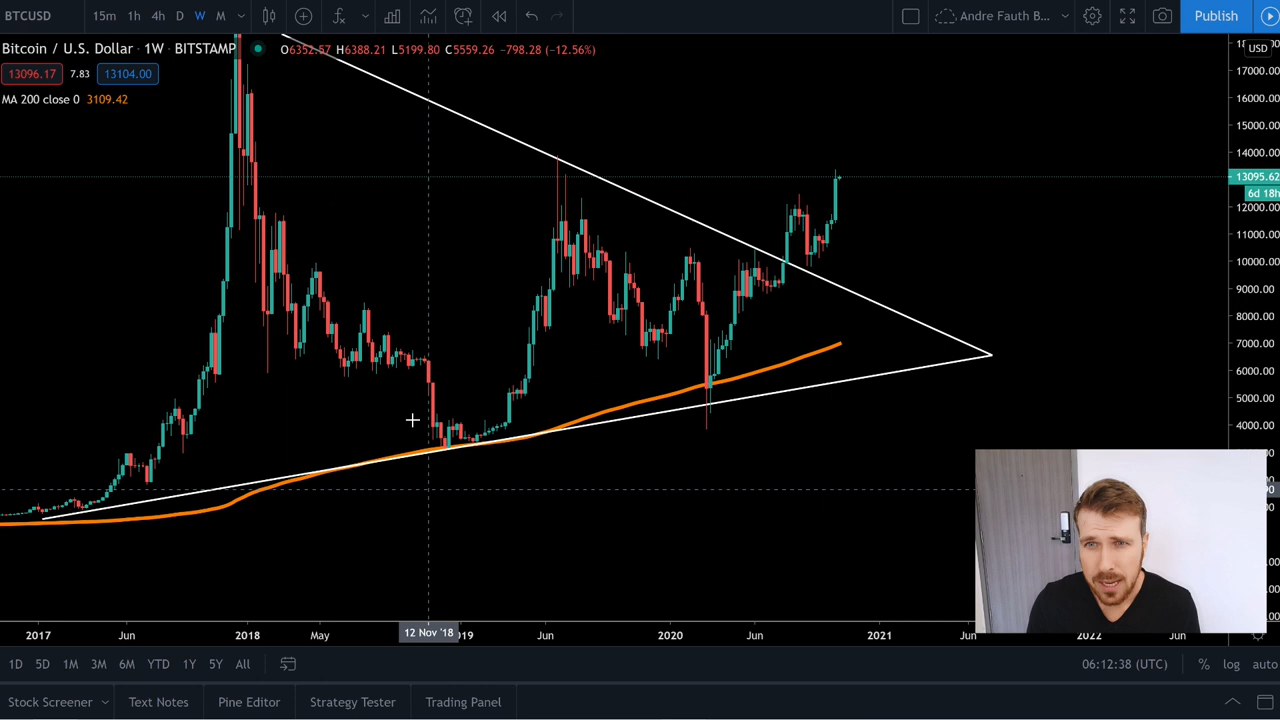 BTCUSD 15m 1h 4h D W M Andre Fauth B... Publish
Bitcoin / U.S. Dollar · 1W · BITSTAMP O6352.57 H6388.21 L5199.80 C5559.26 −798.28 (−12.56%) USD
13096.17 7.83 13104.00 17000.00
MA 200 close 0 3109.42 16000.00
15000.00
14000.00
13095.62
6d 18h
12000.00
11000.00
10000.00
9000.00
8000.00
7000.00
6000.00
5000.00
4000.00
2017 Jun 2018 May 12 Nov '18 Jun 2020 Jun 2021 Jun 2022 Jun
1D 5D 1M 3M 6M YTD 1Y 5Y All 06:12:38 (UTC) % log auto
Stock Screener Text Notes Pine Editor Strategy Tester Trading Panel